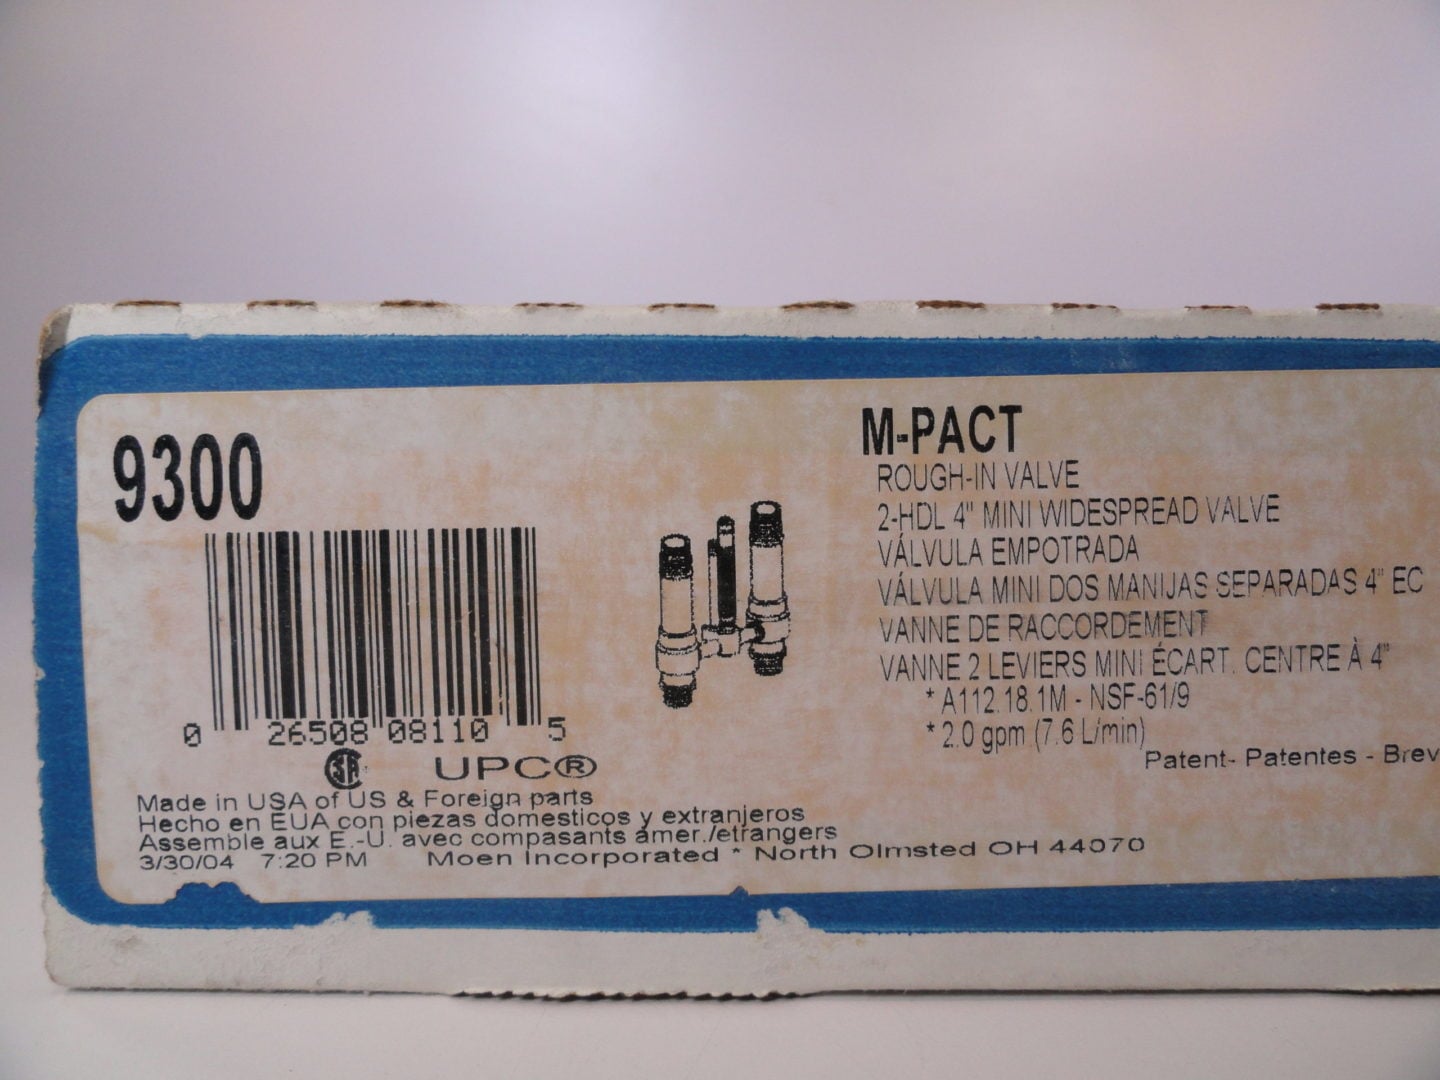 9300
0 26508 08110 5
SA UPC®
Made in USA of US & Foreign parts
Hecho en EUA con piezas domesticos y extranjeros
Assemble aux E.-U. avec compasants amer./etrangers
3/30/04 7:20 PM Moen Incorporated * North Olmsted OH 44070
M-PACT
ROUGH-IN VALVE
2-HDL 4" MINI WIDESPREAD VALVE
VÁLVULA EMPOTRADA
VÁLVULA MINI DOS MANIJAS SEPARADAS 4" EC
VANNE DE RACCORDEMENT
VANNE 2 LEVIERS MINI ÉCART. CENTRE À 4"
* A112.18.1M - NSF-61/9
* 2.0 gpm (7.6 L/min)
Patent- Patentes - Brev